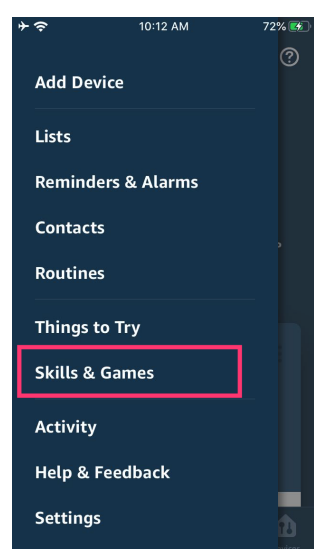 10:12 AM
72%
Add Device
Lists
Reminders & Alarms
Contacts
Routines
Things to Try
Skills & Games
Activity
Help & Feedback
Settings